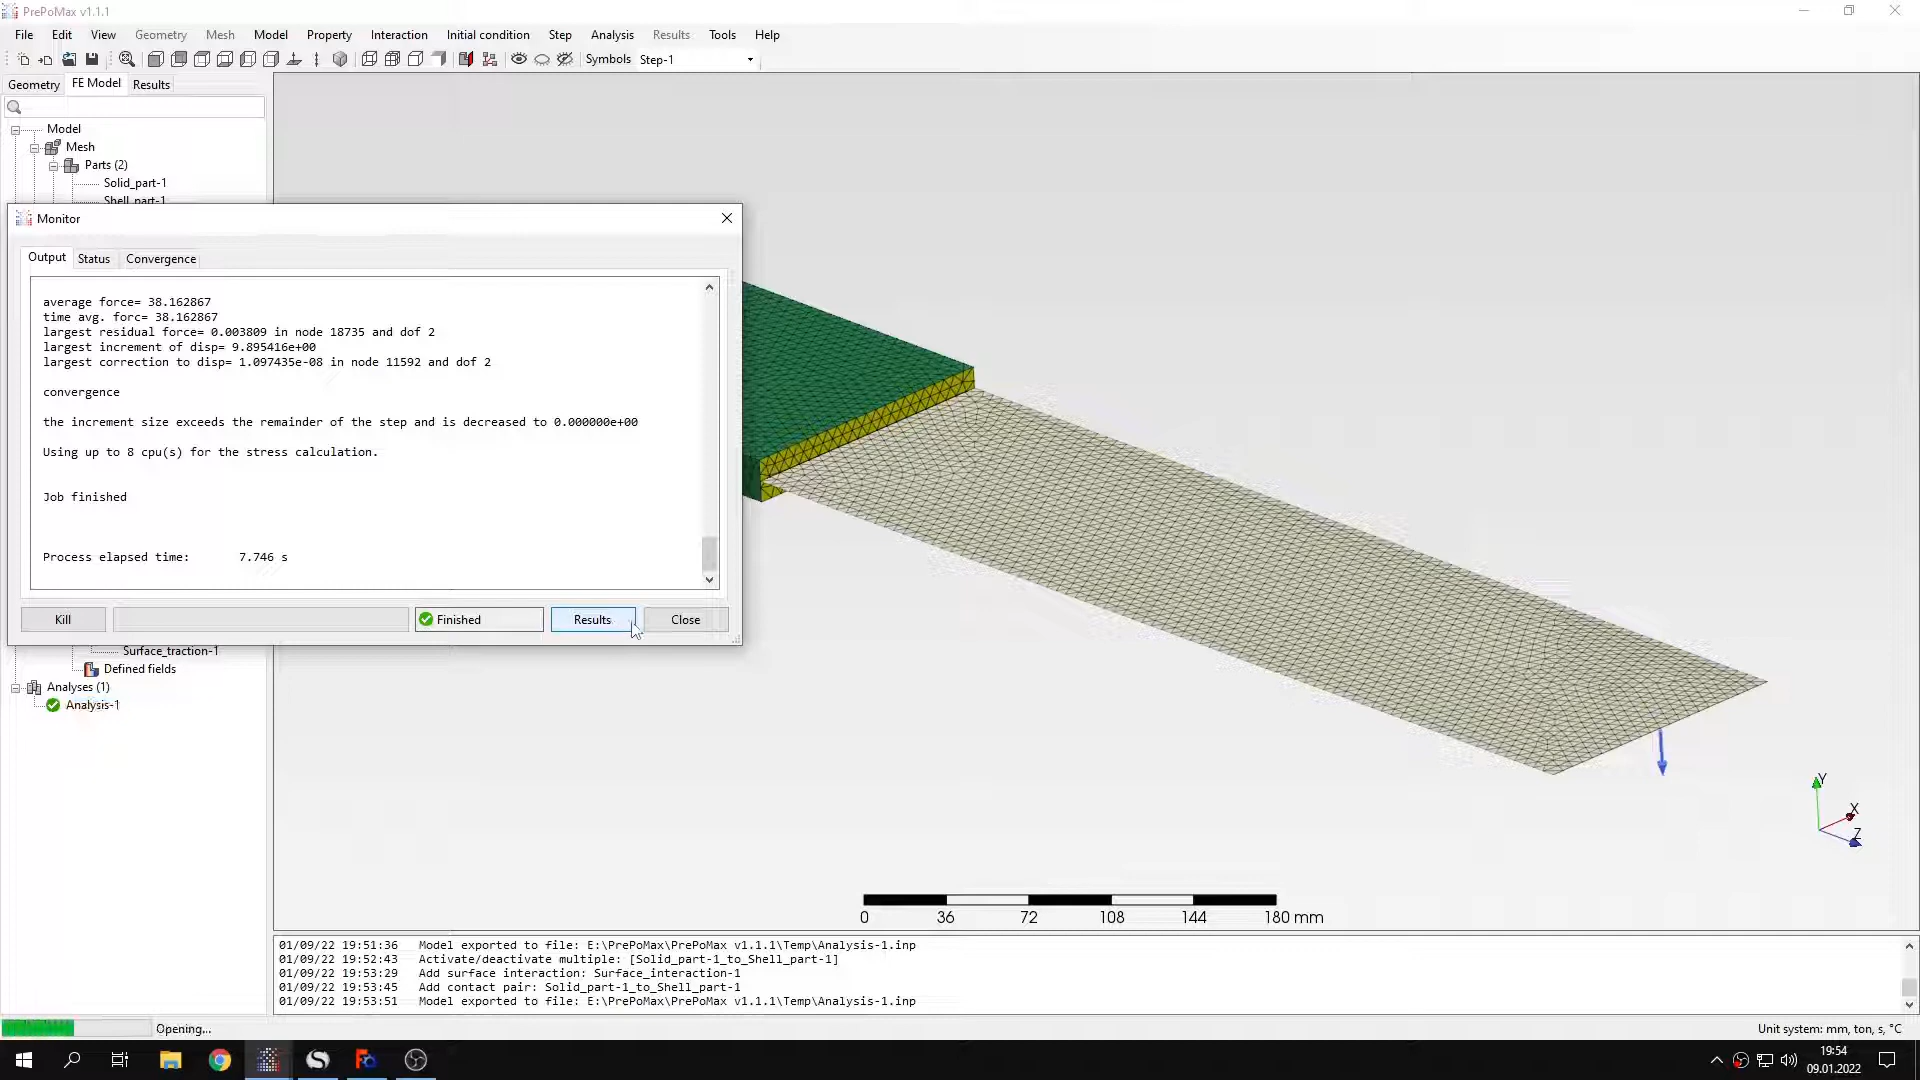 PrePoMax v1.1.1
File Edit View Geometry Mesh Model Property Interaction Initial condition Step Analysis Results Tools Help
Symbols Step-1
Geometry FE Model Results
Model
Mesh
Parts (2)
Solid_part-1
Shell_part-1
Monitor
Output Status Convergence
average force= 38.162867
time avg. forc= 38.162867
largest residual force= 0.003809 in node 18735 and dof 2
largest increment of disp= 9.895416e+00
largest correction to disp= 1.097435e-08 in node 11592 and dof 2
convergence
the increment size exceeds the remainder of the step and is decreased to 0.000000e+00
Using up to 8 cpu(s) for the stress calculation.
Job finished
Process elapsed time: 7.746 s
Kill Finished Results Close
Surface_traction-1
Defined fields
Analyses (1)
Analysis-1
Y
X
Z
0 36 72 108 144 180 mm
01/09/22 19:51:36 Model exported to file: E:\PrePoMax\PrePoMax v1.1.1\Temp\Analysis-1.inp
01/09/22 19:52:43 Activate/deactivate multiple: [Solid_part-1_to_Shell_part-1]
01/09/22 19:53:29 Add surface interaction: Surface_interaction-1
01/09/22 19:53:45 Add contact pair: Solid_part-1_to_Shell_part-1
01/09/22 19:53:51 Model exported to file: E:\PrePoMax\PrePoMax v1.1.1\Temp\Analysis-1.inp
Opening...
Unit system: mm, ton, s, °C
19:54
09.01.2022